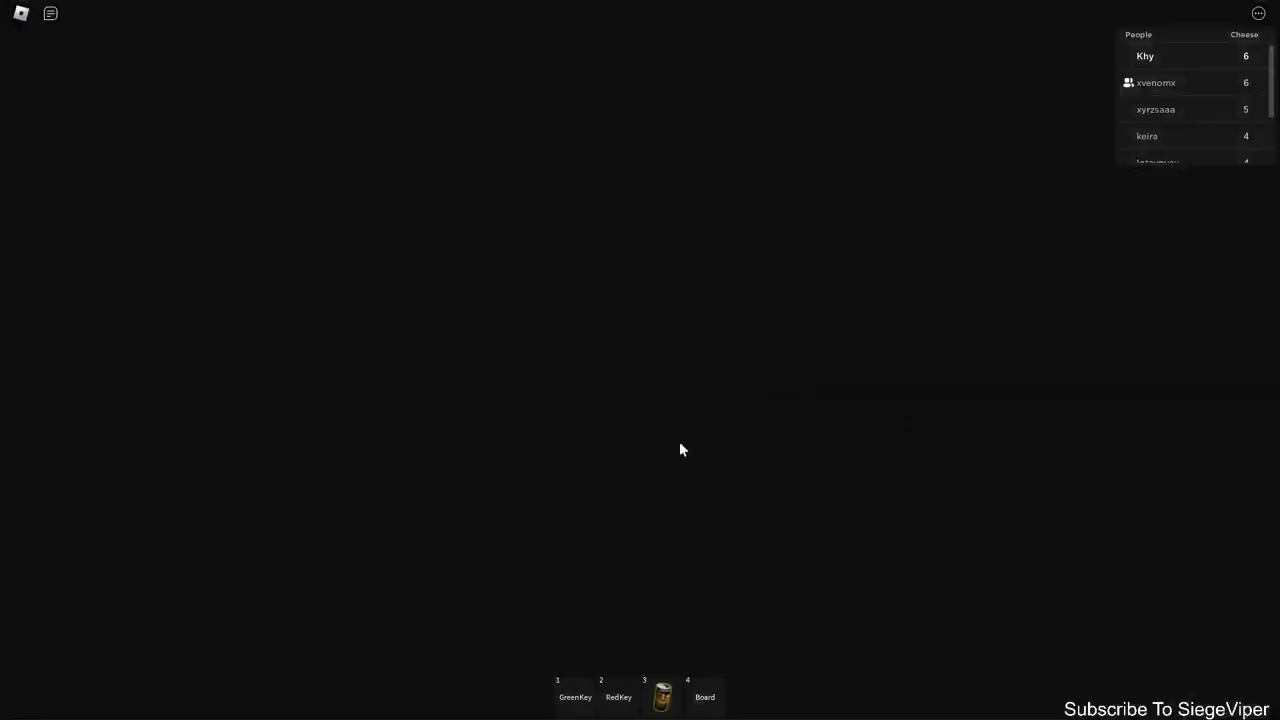 People Cheese
Khy 6
xvenomx 6
xyrzsaaa 5
keira 4
1 2 3 4
GreenKey RedKey Board
Subscribe To SiegeViper